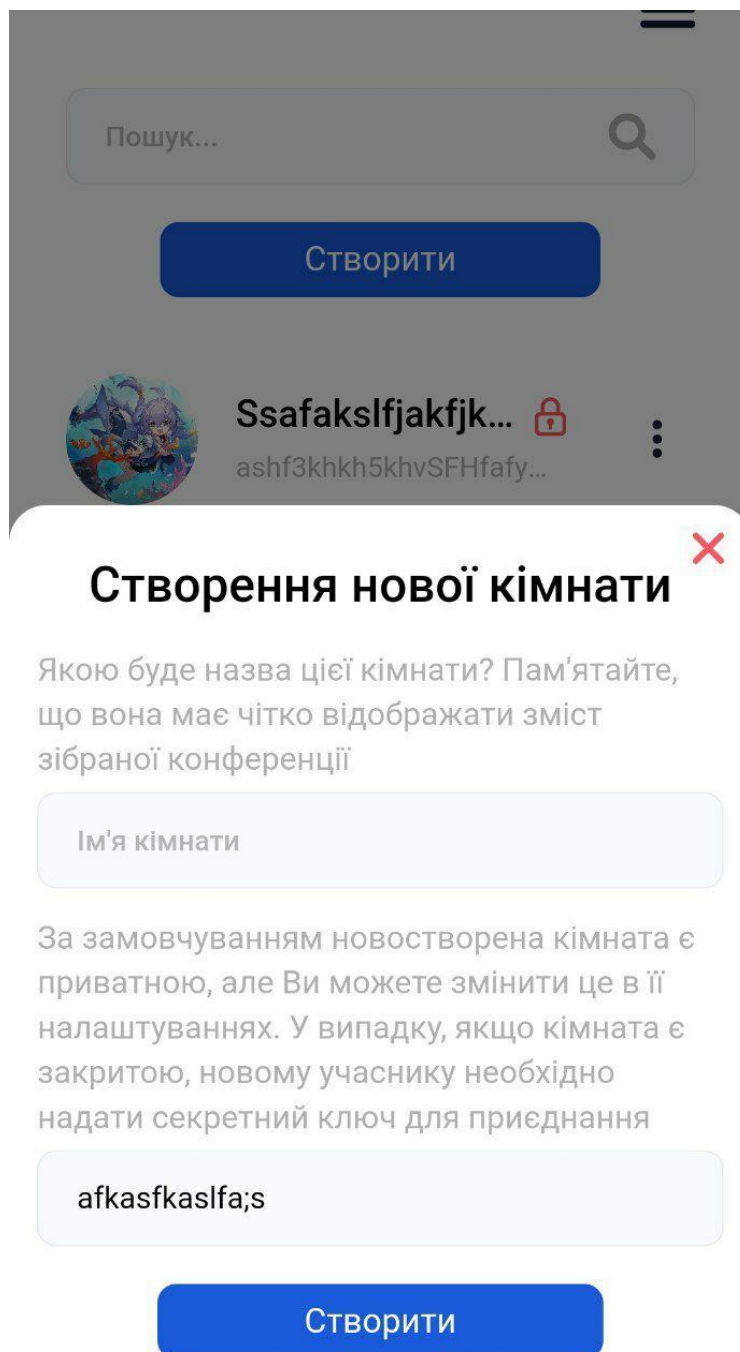 Пошук...
Створити
Ssafakslfjakfjk...
ashf3khkh5khvSFHfafy...
Створення нової кімнати
Якою буде назва цієї кімнати? Пам'ятайте,
що вона має чітко відображати зміст
зібраної конференції
Ім'я кімнати
За замовчуванням новостворена кімната є
приватною, але Ви можете змінити це в її
налаштуваннях. У випадку, якщо кімната є
закритою, новому учаснику необхідно
надати секретний ключ для приєднання
afkasfkaslfa;s
Створити